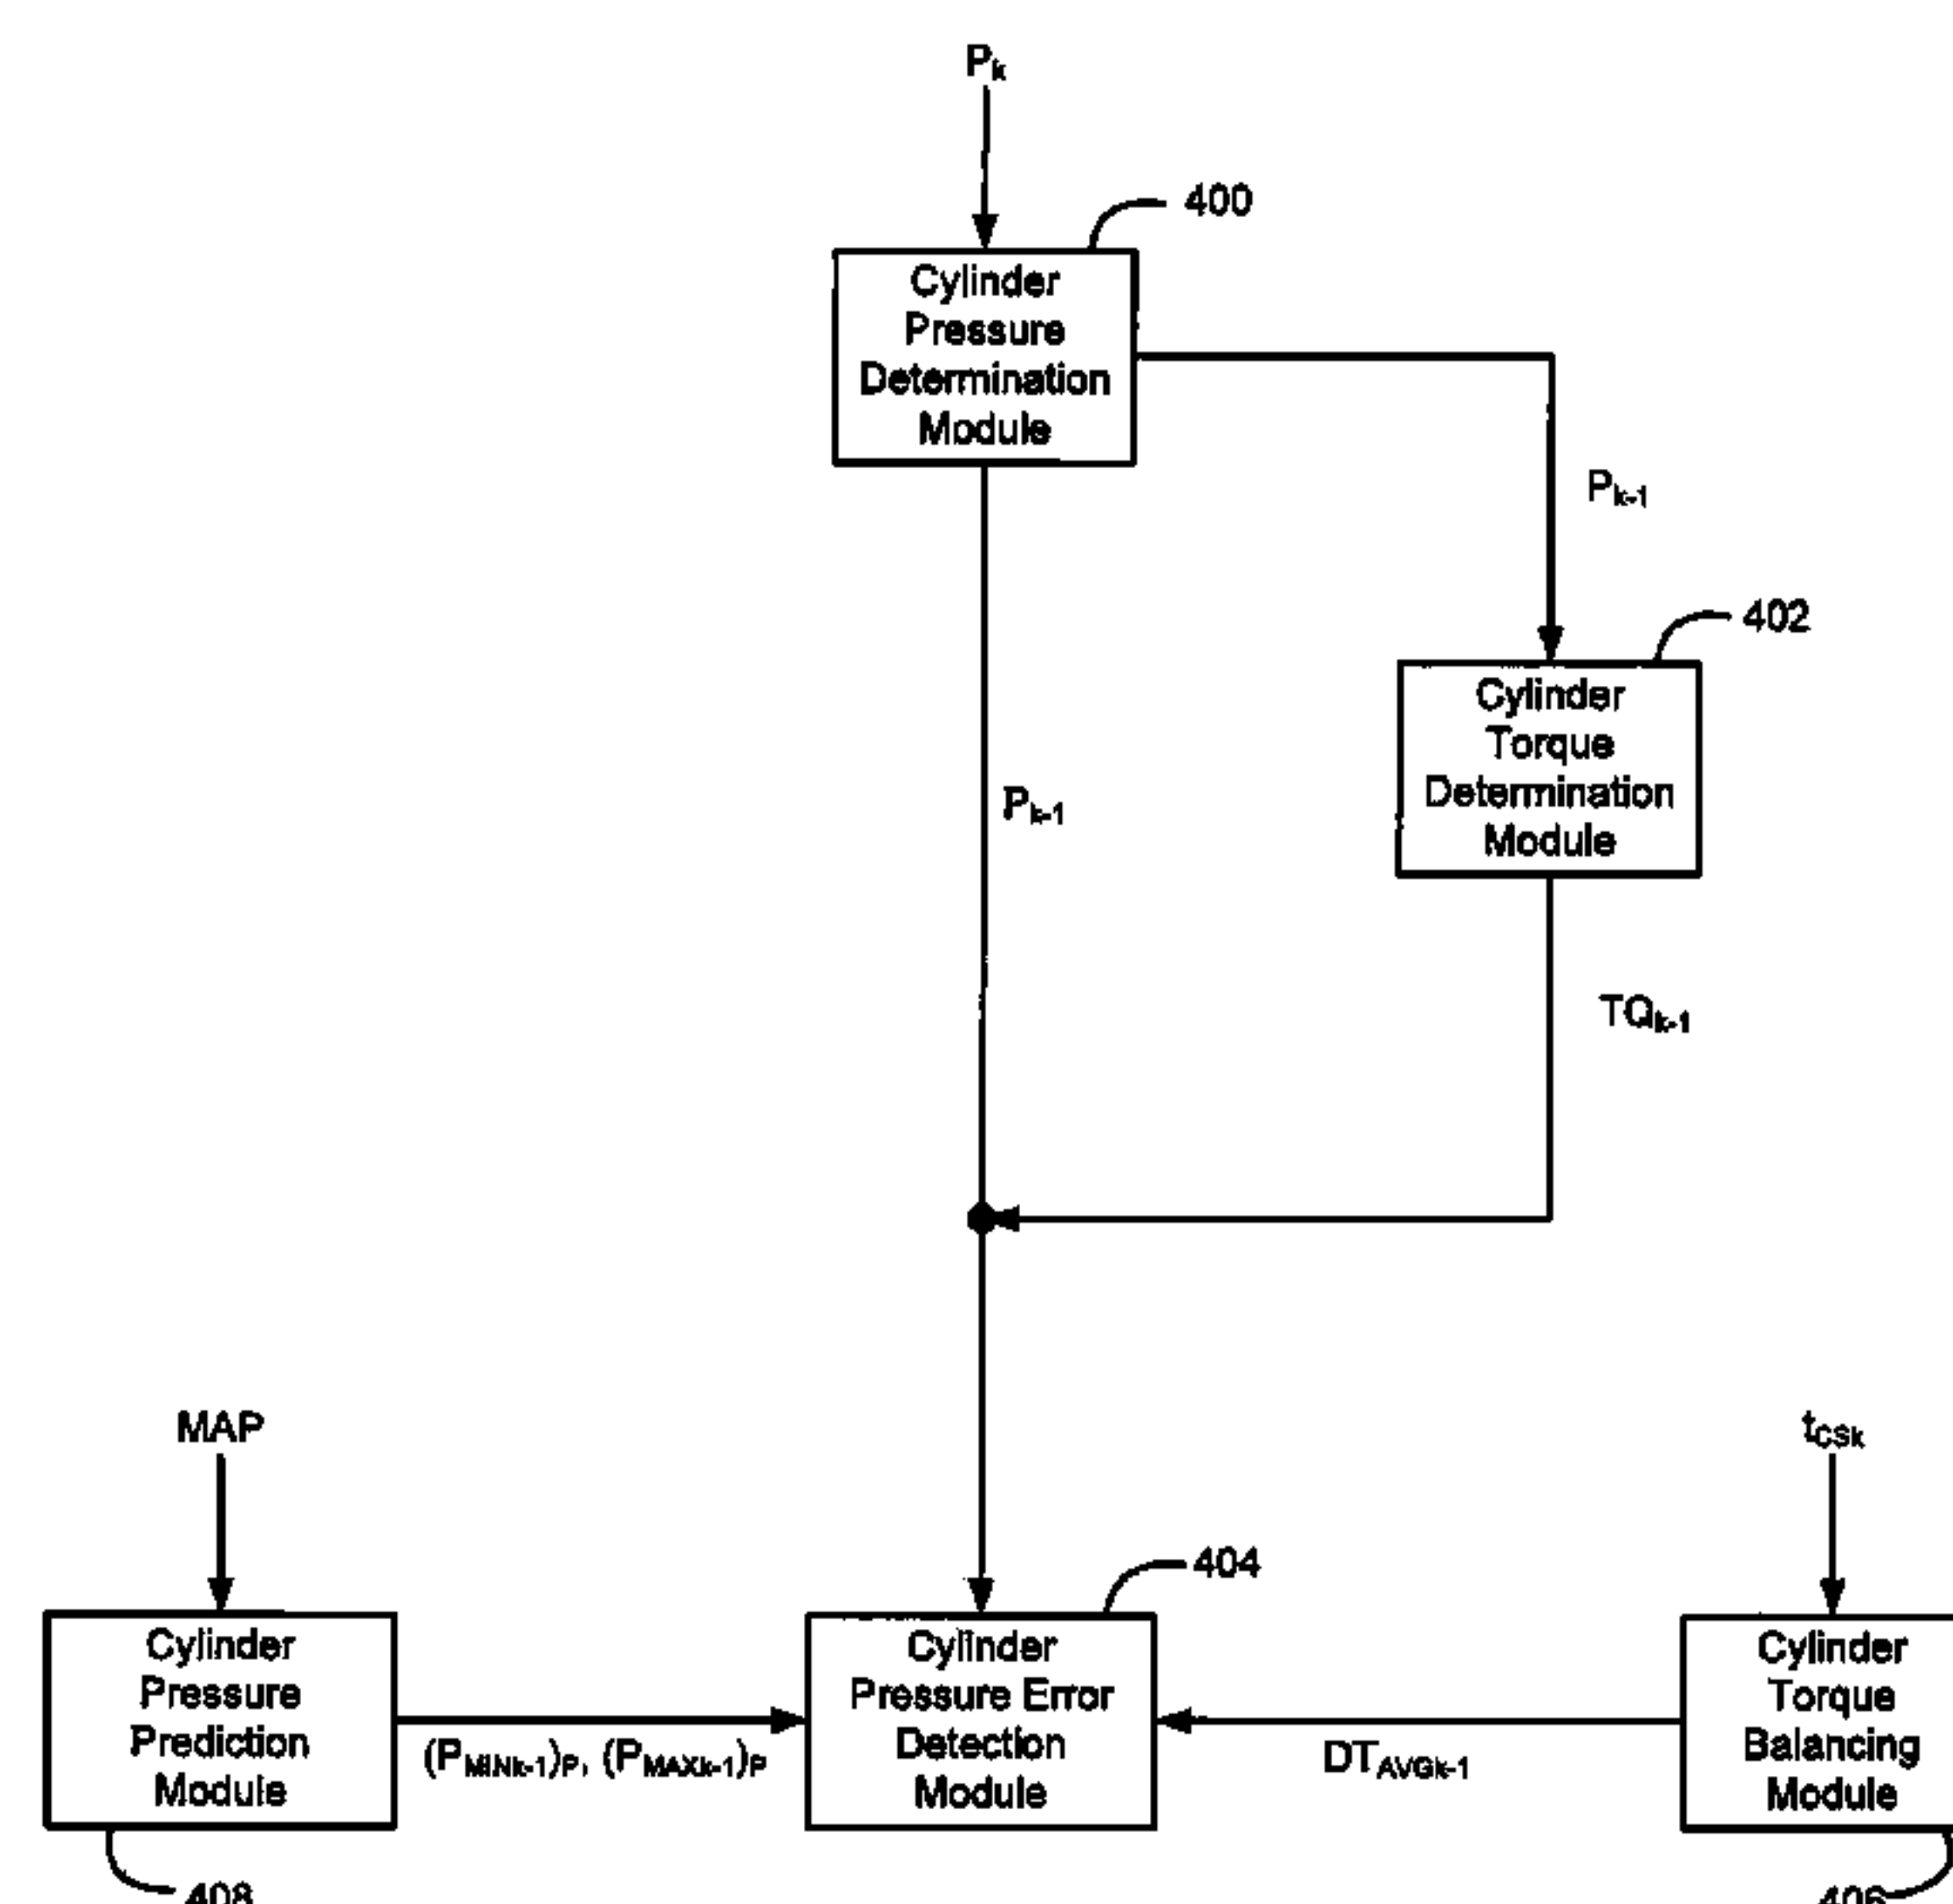 Pk
400
Cylinder
Pressure
Determination
Module
Pk-1
402
Cylinder
Torque
Determination
Module
Pk-1
TQk-1
MAP
tCSk
404
Cylinder
Pressure
Prediction
Module
(PMINk-1)P, (PMAXk-1)P
Cylinder
Pressure Error
Detection
Module
DTAVGk-1
Cylinder
Torque
Balancing
Module
408
406